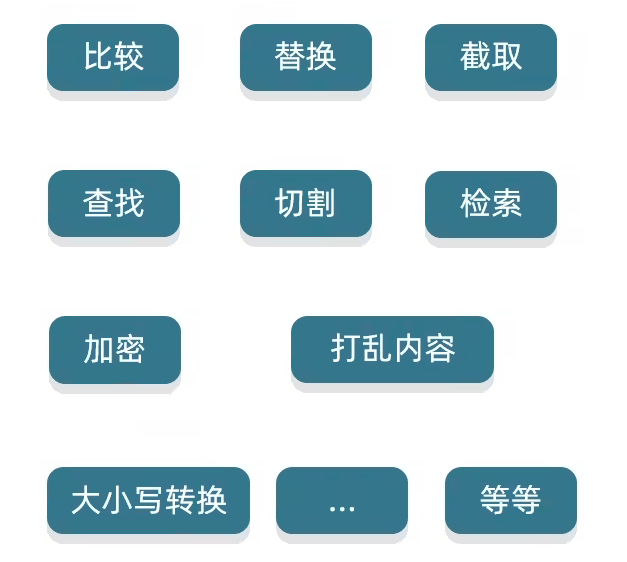 比较 替换 截取
查找 切割 检索
加密 打乱内容
大小写转换 ... 等等